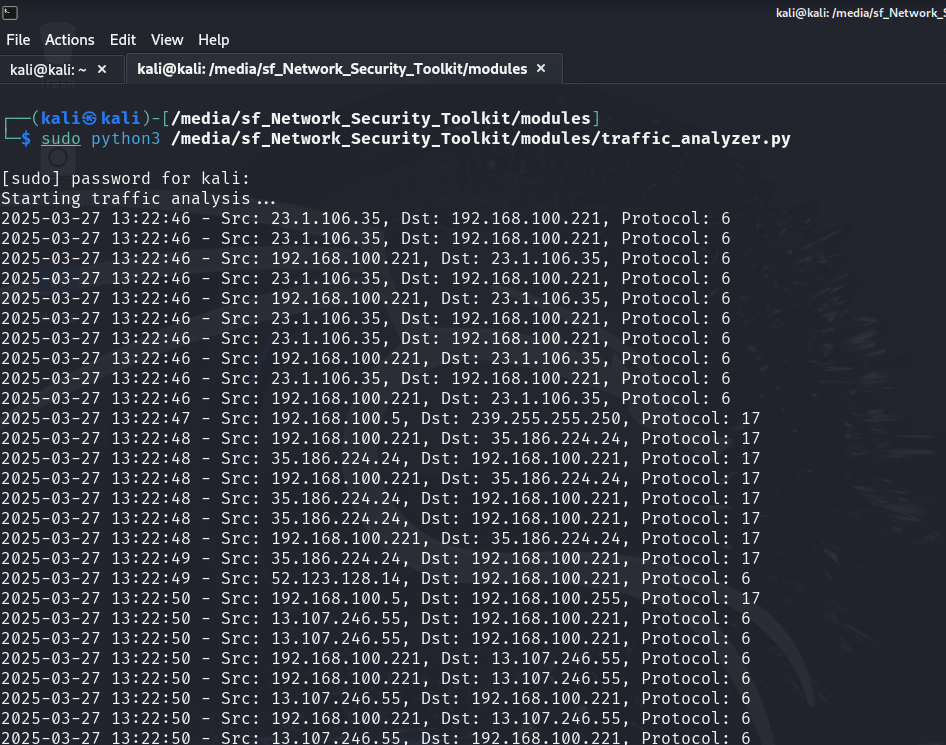 kali@kali: /media/sf_Network_S
File Actions Edit View Help
kali@kali: ~ × kali@kali: /media/sf_Network_Security_Toolkit/modules ×
┌──(kali㉿kali)-[/media/sf_Network_Security_Toolkit/modules]
└─$ sudo python3 /media/sf_Network_Security_Toolkit/modules/traffic_analyzer.py
[sudo] password for kali:
Starting traffic analysis...
2025-03-27 13:22:46 - Src: 23.1.106.35, Dst: 192.168.100.221, Protocol: 6
2025-03-27 13:22:46 - Src: 23.1.106.35, Dst: 192.168.100.221, Protocol: 6
2025-03-27 13:22:46 - Src: 192.168.100.221, Dst: 23.1.106.35, Protocol: 6
2025-03-27 13:22:46 - Src: 23.1.106.35, Dst: 192.168.100.221, Protocol: 6
2025-03-27 13:22:46 - Src: 192.168.100.221, Dst: 23.1.106.35, Protocol: 6
2025-03-27 13:22:46 - Src: 23.1.106.35, Dst: 192.168.100.221, Protocol: 6
2025-03-27 13:22:46 - Src: 23.1.106.35, Dst: 192.168.100.221, Protocol: 6
2025-03-27 13:22:46 - Src: 192.168.100.221, Dst: 23.1.106.35, Protocol: 6
2025-03-27 13:22:46 - Src: 23.1.106.35, Dst: 192.168.100.221, Protocol: 6
2025-03-27 13:22:46 - Src: 192.168.100.221, Dst: 23.1.106.35, Protocol: 6
2025-03-27 13:22:47 - Src: 192.168.100.5, Dst: 239.255.255.250, Protocol: 17
2025-03-27 13:22:48 - Src: 192.168.100.221, Dst: 35.186.224.24, Protocol: 17
2025-03-27 13:22:48 - Src: 35.186.224.24, Dst: 192.168.100.221, Protocol: 17
2025-03-27 13:22:48 - Src: 192.168.100.221, Dst: 35.186.224.24, Protocol: 17
2025-03-27 13:22:48 - Src: 35.186.224.24, Dst: 192.168.100.221, Protocol: 17
2025-03-27 13:22:48 - Src: 35.186.224.24, Dst: 192.168.100.221, Protocol: 17
2025-03-27 13:22:48 - Src: 192.168.100.221, Dst: 35.186.224.24, Protocol: 17
2025-03-27 13:22:49 - Src: 35.186.224.24, Dst: 192.168.100.221, Protocol: 17
2025-03-27 13:22:49 - Src: 52.123.128.14, Dst: 192.168.100.221, Protocol: 6
2025-03-27 13:22:50 - Src: 192.168.100.5, Dst: 192.168.100.255, Protocol: 17
2025-03-27 13:22:50 - Src: 13.107.246.55, Dst: 192.168.100.221, Protocol: 6
2025-03-27 13:22:50 - Src: 13.107.246.55, Dst: 192.168.100.221, Protocol: 6
2025-03-27 13:22:50 - Src: 192.168.100.221, Dst: 13.107.246.55, Protocol: 6
2025-03-27 13:22:50 - Src: 192.168.100.221, Dst: 13.107.246.55, Protocol: 6
2025-03-27 13:22:50 - Src: 13.107.246.55, Dst: 192.168.100.221, Protocol: 6
2025-03-27 13:22:50 - Src: 192.168.100.221, Dst: 13.107.246.55, Protocol: 6
2025-03-27 13:22:50 - Src: 13.107.246.55, Dst: 192.168.100.221, Protocol: 6